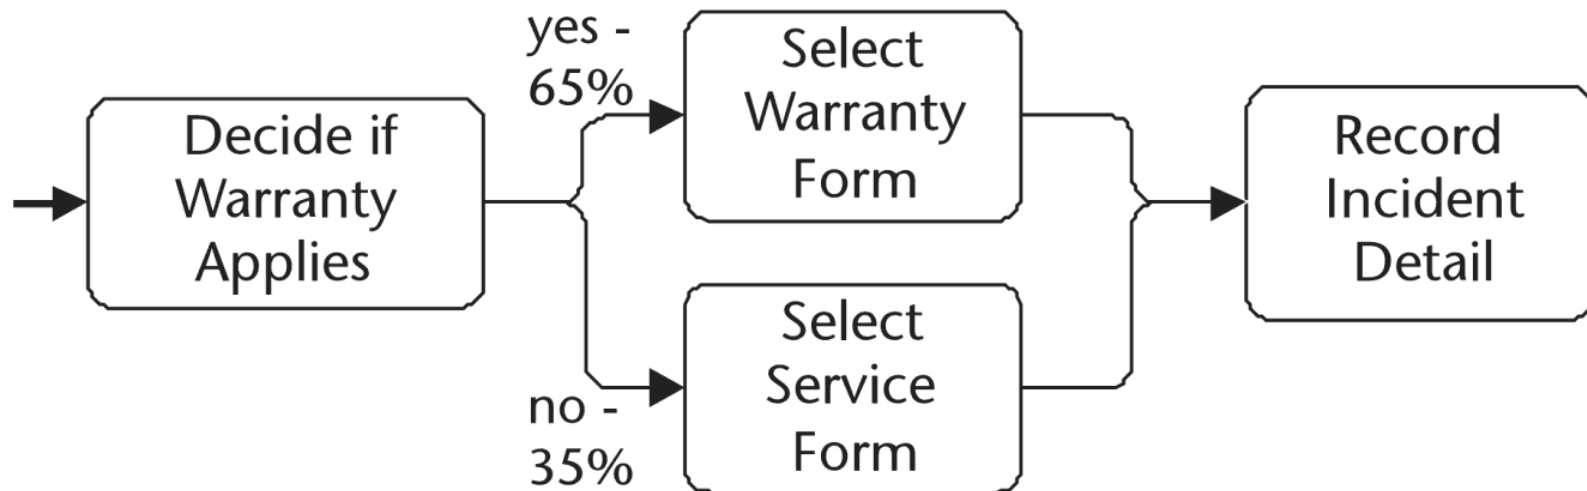 Decide if
Warranty
Applies
yes -
65%
Select
Warranty
Form
no -
35%
Select
Service
Form
Record
Incident
Detail